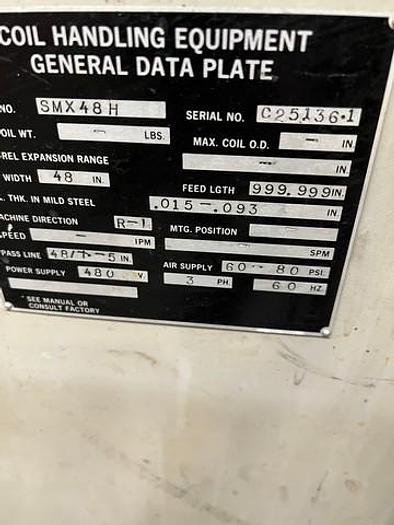 COIL HANDLING EQUIPMENT
GENERAL DATA PLATE
NO. SMX48H SERIAL NO. C25136-1
OIL WT. - LBS. MAX. COIL O.D. - IN.
REL EXPANSION RANGE - IN.
WIDTH 48 IN. FEED LGTH 999.999 IN.
L. THK. IN MILD STEEL .015-.093 IN.
ACHINE DIRECTION R-L MTG. POSITION -
SPEED - IPM SPM
PASS LINE 48/+-5 IN. AIR SUPPLY 60-80 PSI.
POWER SUPPLY 480 V. 3 PH. 60 HZ.
* SEE MANUAL OR
CONSULT FACTORY